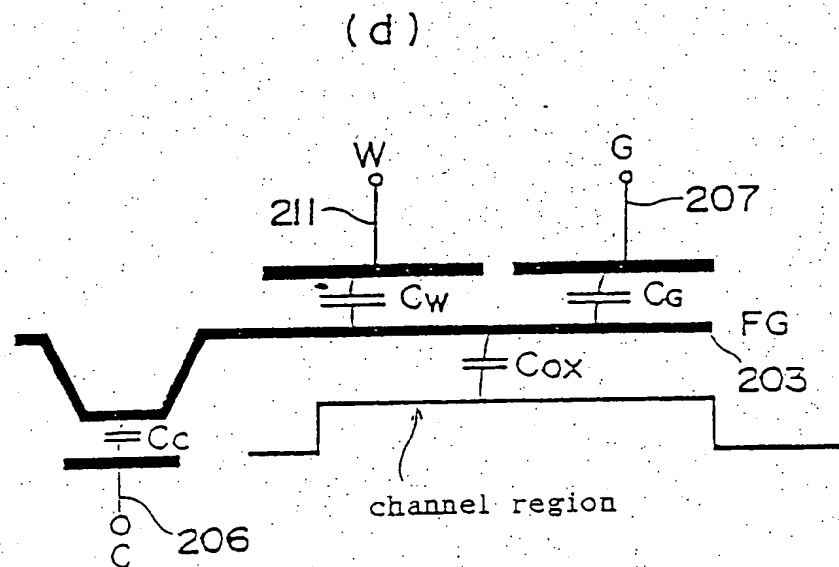 (d)
W
G
211
207
CW
CG
FG
COX
203
CC
channel region
206
C